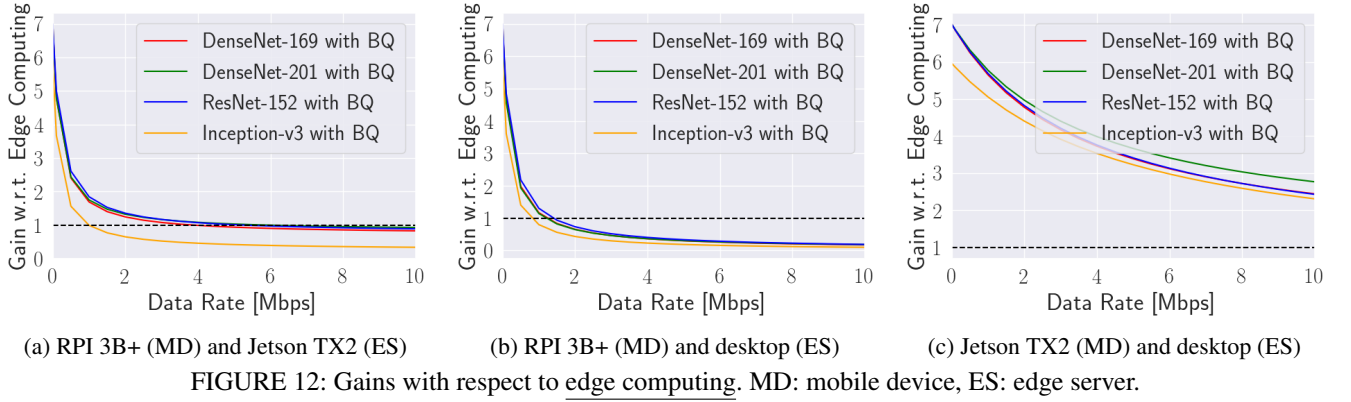 Gain w.r.t. Edge Computing
7
6
5
4
3
2
1
0
DenseNet-169 with BQ
DenseNet-201 with BQ
ResNet-152 with BQ
Inception-v3 with BQ
0 2 4 6 8 10
Data Rate [Mbps]
(a) RPI 3B+ (MD) and Jetson TX2 (ES)
Gain w.r.t. Edge Computing
7
6
5
4
3
2
1
0
DenseNet-169 with BQ
DenseNet-201 with BQ
ResNet-152 with BQ
Inception-v3 with BQ
0 2 4 6 8 10
Data Rate [Mbps]
(b) RPI 3B+ (MD) and desktop (ES)
Gain w.r.t. Edge Computing
7
6
5
4
3
2
1
DenseNet-169 with BQ
DenseNet-201 with BQ
ResNet-152 with BQ
Inception-v3 with BQ
0 2 4 6 8 10
Data Rate [Mbps]
(c) Jetson TX2 (MD) and desktop (ES)
FIGURE 12: Gains with respect to edge computing. MD: mobile device, ES: edge server.